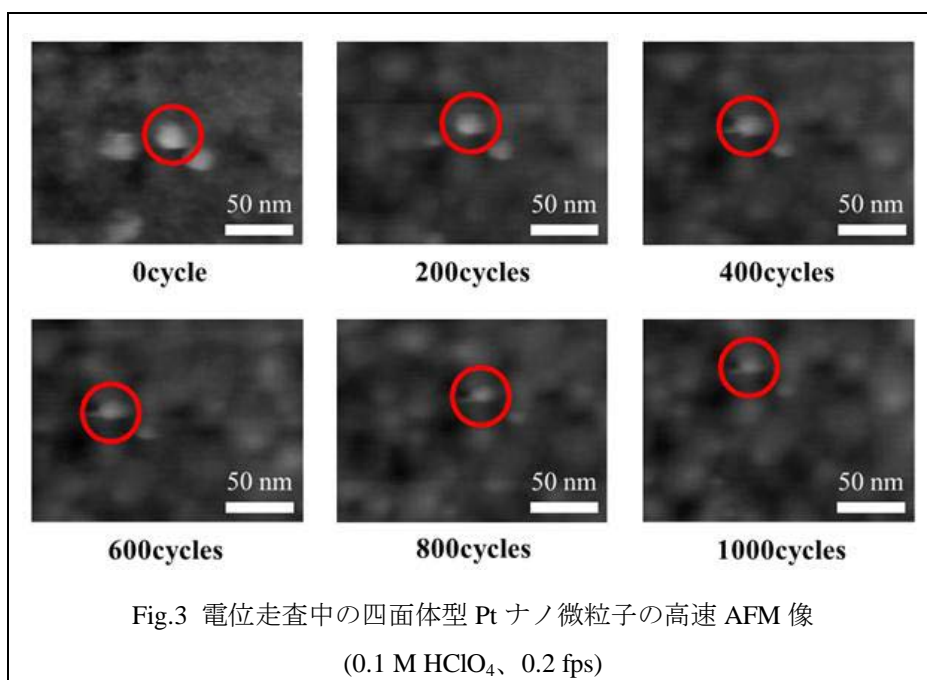 50 nm
50 nm
50 nm
0cycle
200cycles
400cycles
50 nm
50 nm
50 nm
600cycles
800cycles
1000cycles
Fig.3 電位走査中の四面体型 Pt ナノ微粒子の高速 AFM 像
(0.1 M HClO₄、0.2 fps)